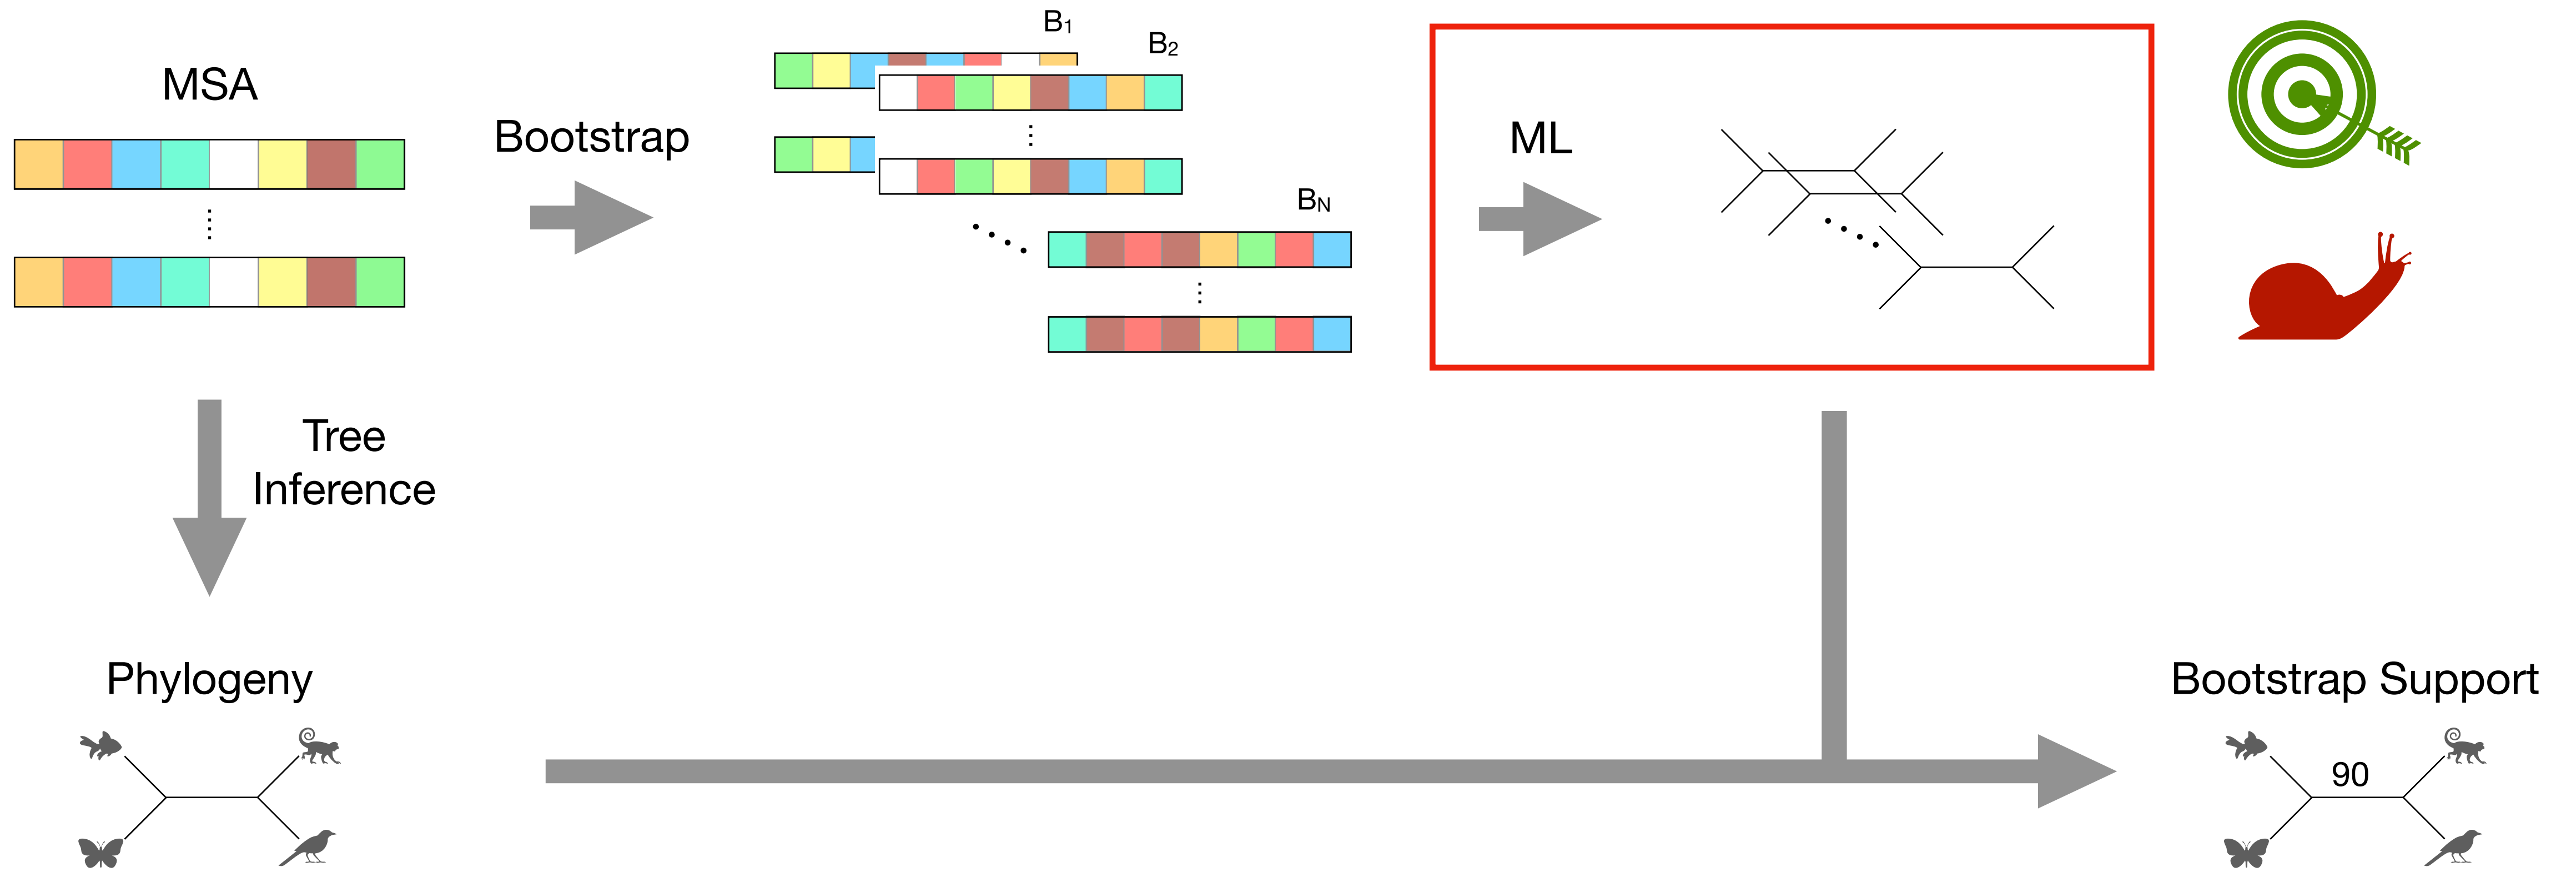 MSA
Bootstrap
B₁
B₂
Bₙ
ML
Tree
Inference
Phylogeny
Bootstrap Support
90